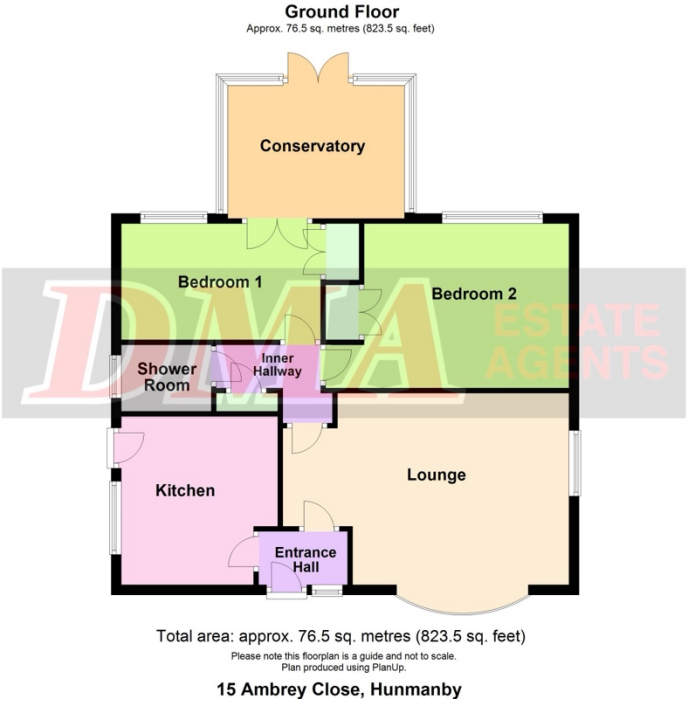 Ground Floor
Approx. 76.5 sq. metres (823.5 sq. feet)
Conservatory
Bedroom 1
Bedroom 2
DMA
ESTATE
AGENTS
Shower
Room
Inner
Hallway
Kitchen
Lounge
Entrance
Hall
Total area: approx. 76.5 sq. metres (823.5 sq. feet)
Please note this floorplan is a guide and not to scale.
Plan produced using PlanUp.
15 Ambrey Close, Hunmanby